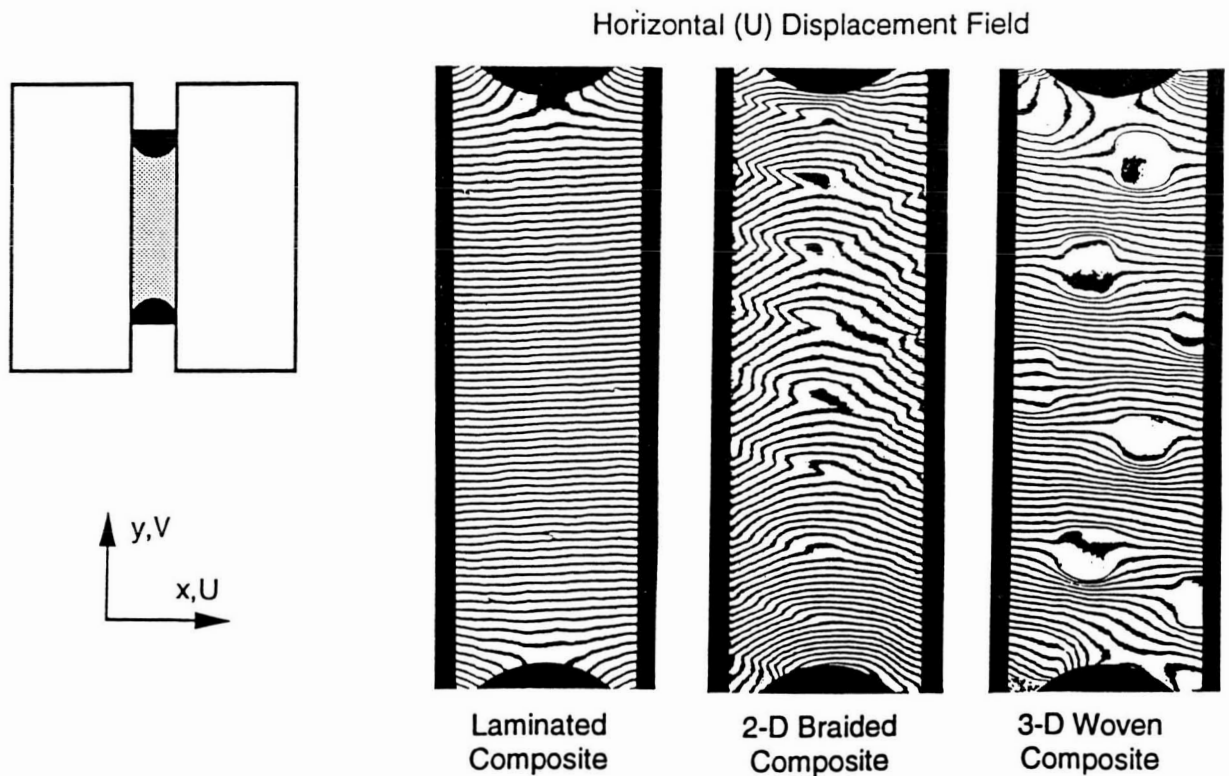 Horizontal (U) Displacement Field
y,V
x,U
Laminated
Composite
2-D Braided
Composite
3-D Woven
Composite